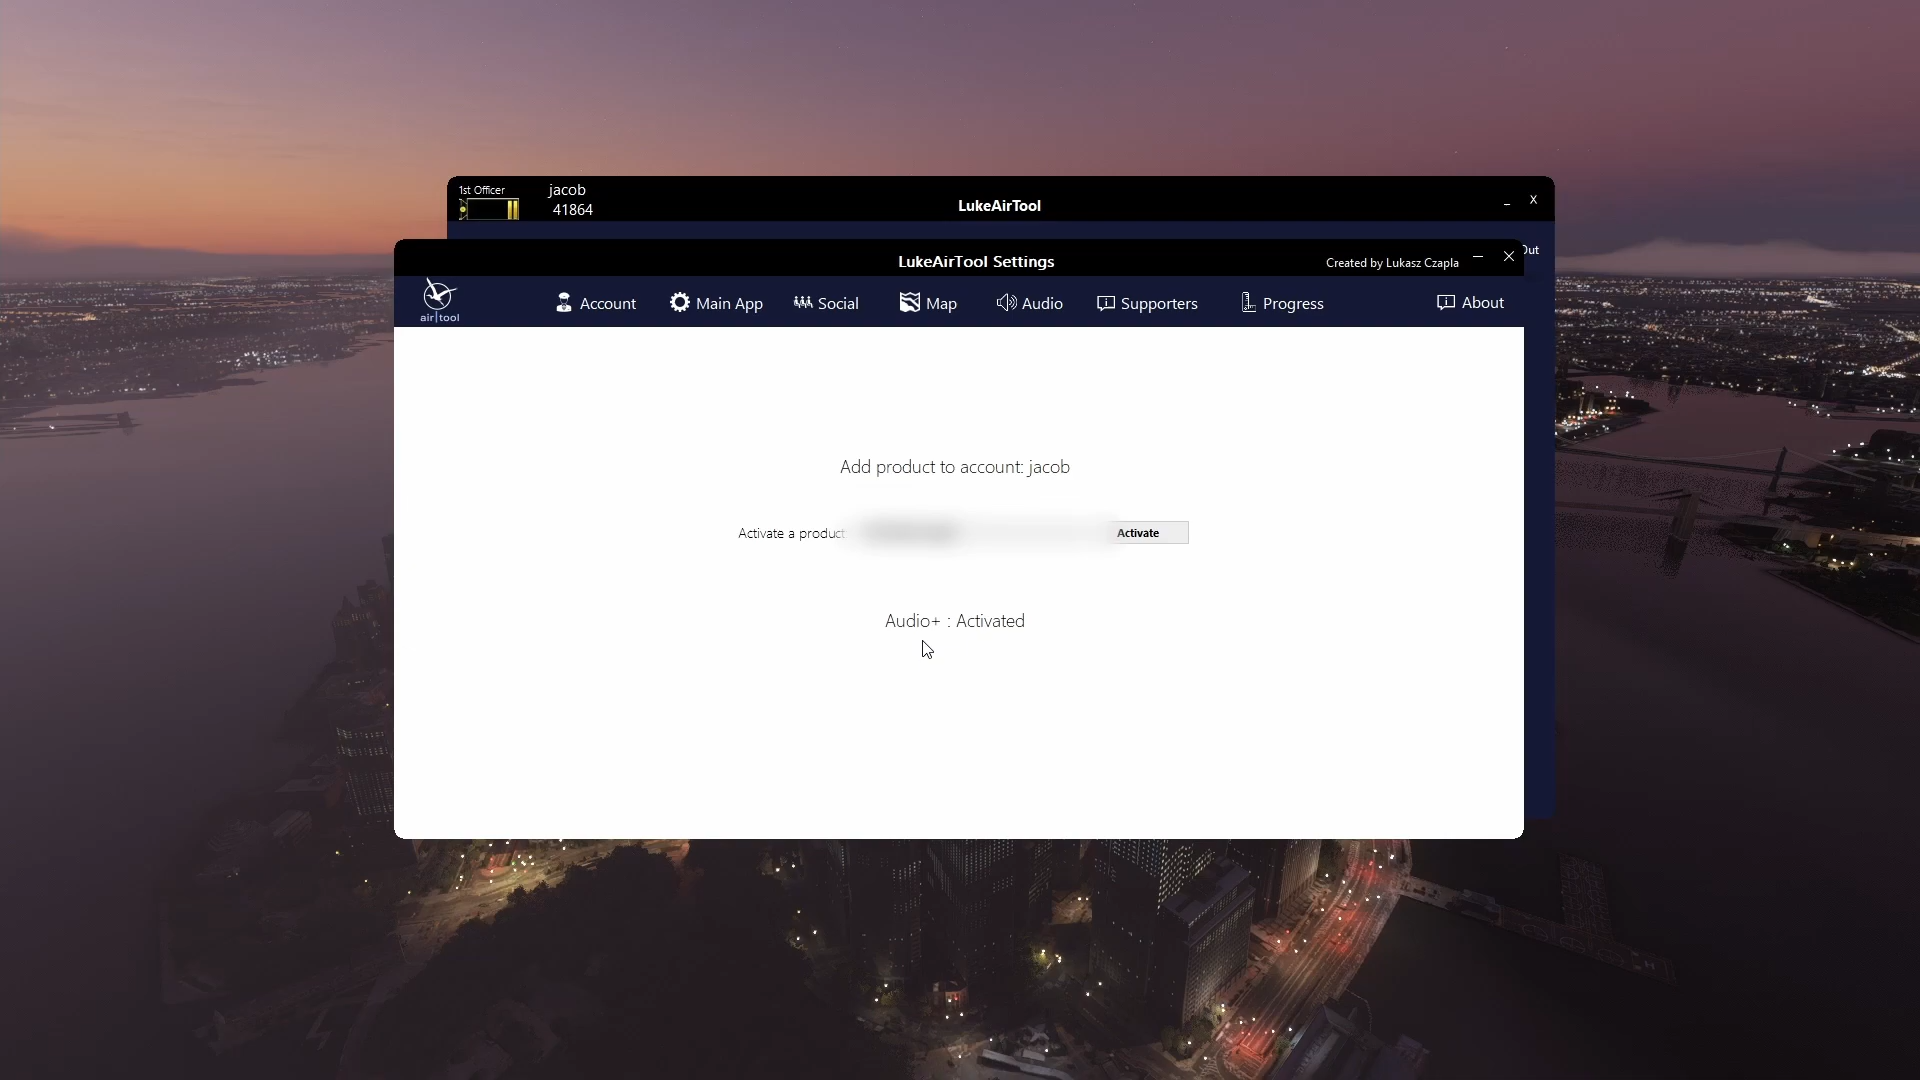 1st Officer
jacob
41864
LukeAirTool
_
X
LukeAirTool Settings
Created by Lukasz Czapla
Out
air|tool
Account
Main App
Social
Map
Audio
Supporters
Progress
About
Add product to account: jacob
Activate a product
Activate
Audio+ : Activated